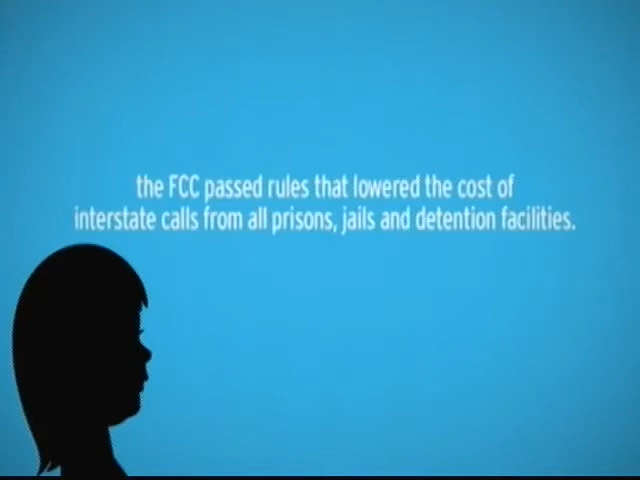 the FCC passed rules that lowered the cost of
interstate calls from all prisons, jails and detention facilities.